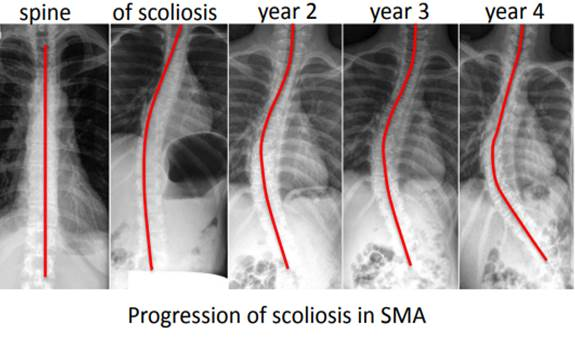 spine of scoliosis year 2 year 3 year 4
Progression of scoliosis in SMA